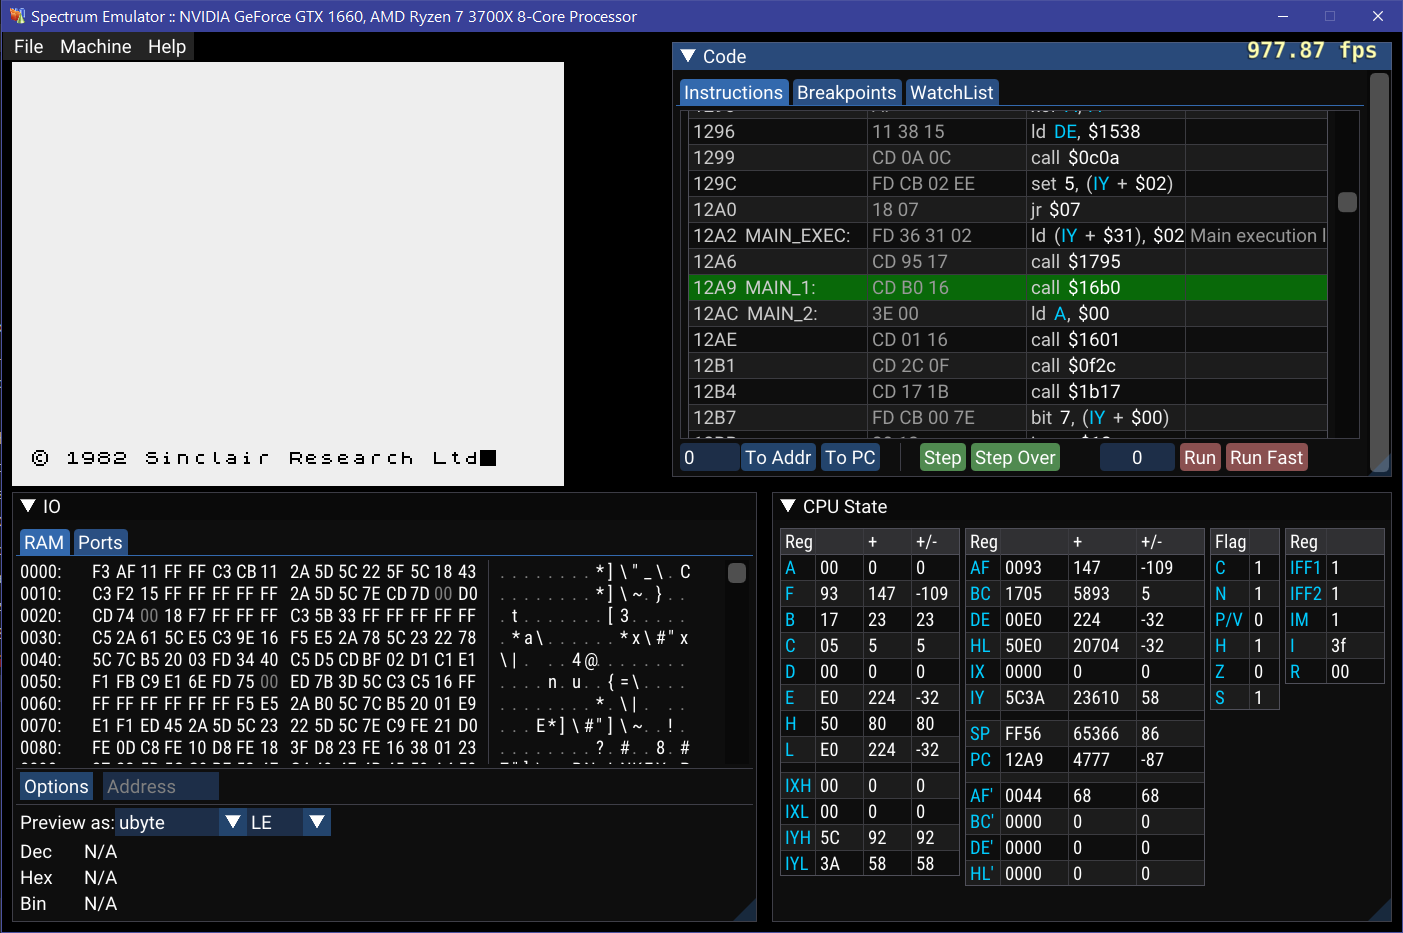 Spectrum Emulator :: NVIDIA GeForce GTX 1660, AMD Ryzen 7 3700X 8-Core Processor
File Machine Help
© 1982 Sinclair Research Ltd
Code
977.87 fps
Instructions Breakpoints WatchList
1296 11 38 15 ld DE, $1538
1299 CD 0A 0C call $0c0a
129C FD CB 02 EE set 5, (IY + $02)
12A0 18 07 jr $07
12A2 MAIN_EXEC: FD 36 31 02 ld (IY + $31), $02 Main execution l
12A6 CD 95 17 call $1795
12A9 MAIN_1: CD B0 16 call $16b0
12AC MAIN_2: 3E 00 ld A, $00
12AE CD 01 16 call $1601
12B1 CD 2C 0F call $0f2c
12B4 CD 17 1B call $1b17
12B7 FD CB 00 7E bit 7, (IY + $00)
0 To Addr To PC Step Step Over 0 Run Run Fast
IO
RAM Ports
0000: F3 AF 11 FF FF C3 CB 11 2A 5D 5C 22 5F 5C 18 43 ........*]\"_\.C
0010: C3 F2 15 FF FF FF FF FF 2A 5D 5C 7E CD 7D 00 D0 ........*]\~.}..
0020: CD 74 00 18 F7 FF FF FF C3 5B 33 FF FF FF FF FF .t.......[3.....
0030: C5 2A 61 5C E5 C3 9E 16 F5 E5 2A 78 5C 23 22 78 .*a\......*x\#"x
0040: 5C 7C B5 20 03 FD 34 40 C5 D5 CD BF 02 D1 C1 E1 \|. ..4@........
0050: F1 FB C9 E1 6E FD 75 00 ED 7B 3D 5C C3 C5 16 FF ....n.u..{=\....
0060: FF FF FF FF FF FF F5 E5 2A B0 5C 7C B5 20 01 E9 ........*.\|. ..
0070: E1 F1 ED 45 2A 5D 5C 23 22 5D 5C 7E C9 FE 21 D0 ...E*]\#"]\~..!.
0080: FE 0D C8 FE 10 D8 FE 18 3F D8 23 FE 16 38 01 23 ........?.#..8.#
Options Address
Preview as: ubyte LE
Dec N/A
Hex N/A
Bin N/A
CPU State
Reg + +/-
A 00 0 0
F 93 147 -109
B 17 23 23
C 05 5 5
D 00 0 0
E E0 224 -32
H 50 80 80
L E0 224 -32
IXH 00 0 0
IXL 00 0 0
IYH 5C 92 92
IYL 3A 58 58
Reg + +/-
AF 0093 147 -109
BC 1705 5893 5
DE 00E0 224 -32
HL 50E0 20704 -32
IX 0000 0 0
IY 5C3A 23610 58
SP FF56 65366 86
PC 12A9 4777 -87
AF' 0044 68 68
BC' 0000 0 0
DE' 0000 0 0
HL' 0000 0 0
Flag
C 1
N 1
P/V 0
H 1
Z 0
S 1
Reg
IFF1 1
IFF2 1
IM 1
I 3f
R 00